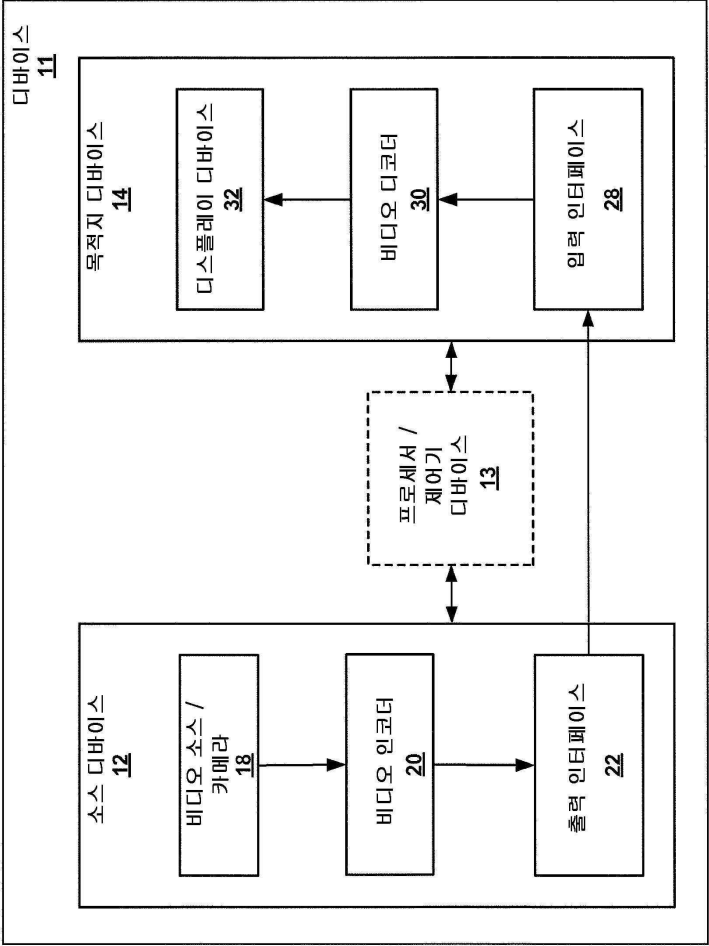 디바이스
11
소스 디바이스
12
비디오 소스 /
카메라
18
비디오 인코더
20
출력 인터페이스
22
프로세서 /
제어기
디바이스
13
목적지 디바이스
14
디스플레이 디바이스
32
비디오 디코더
30
입력 인터페이스
28